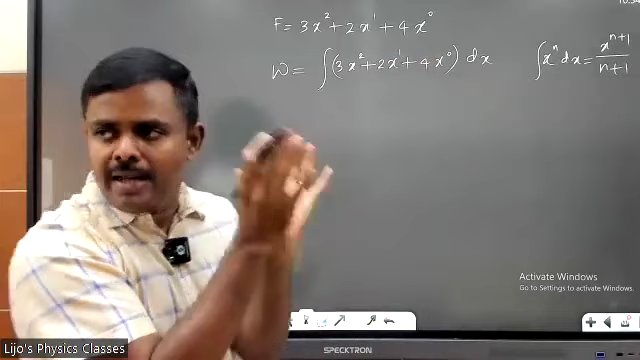 F = 3x² + 2x¹ + 4x⁰
W = ∫(3x² + 2x¹ + 4x⁰) dx
∫xⁿ dx = xⁿ⁺¹/n+1
Activate Windows
Go to Settings to activate Windows.
Lijo's Physics Classes
SPECKTRON